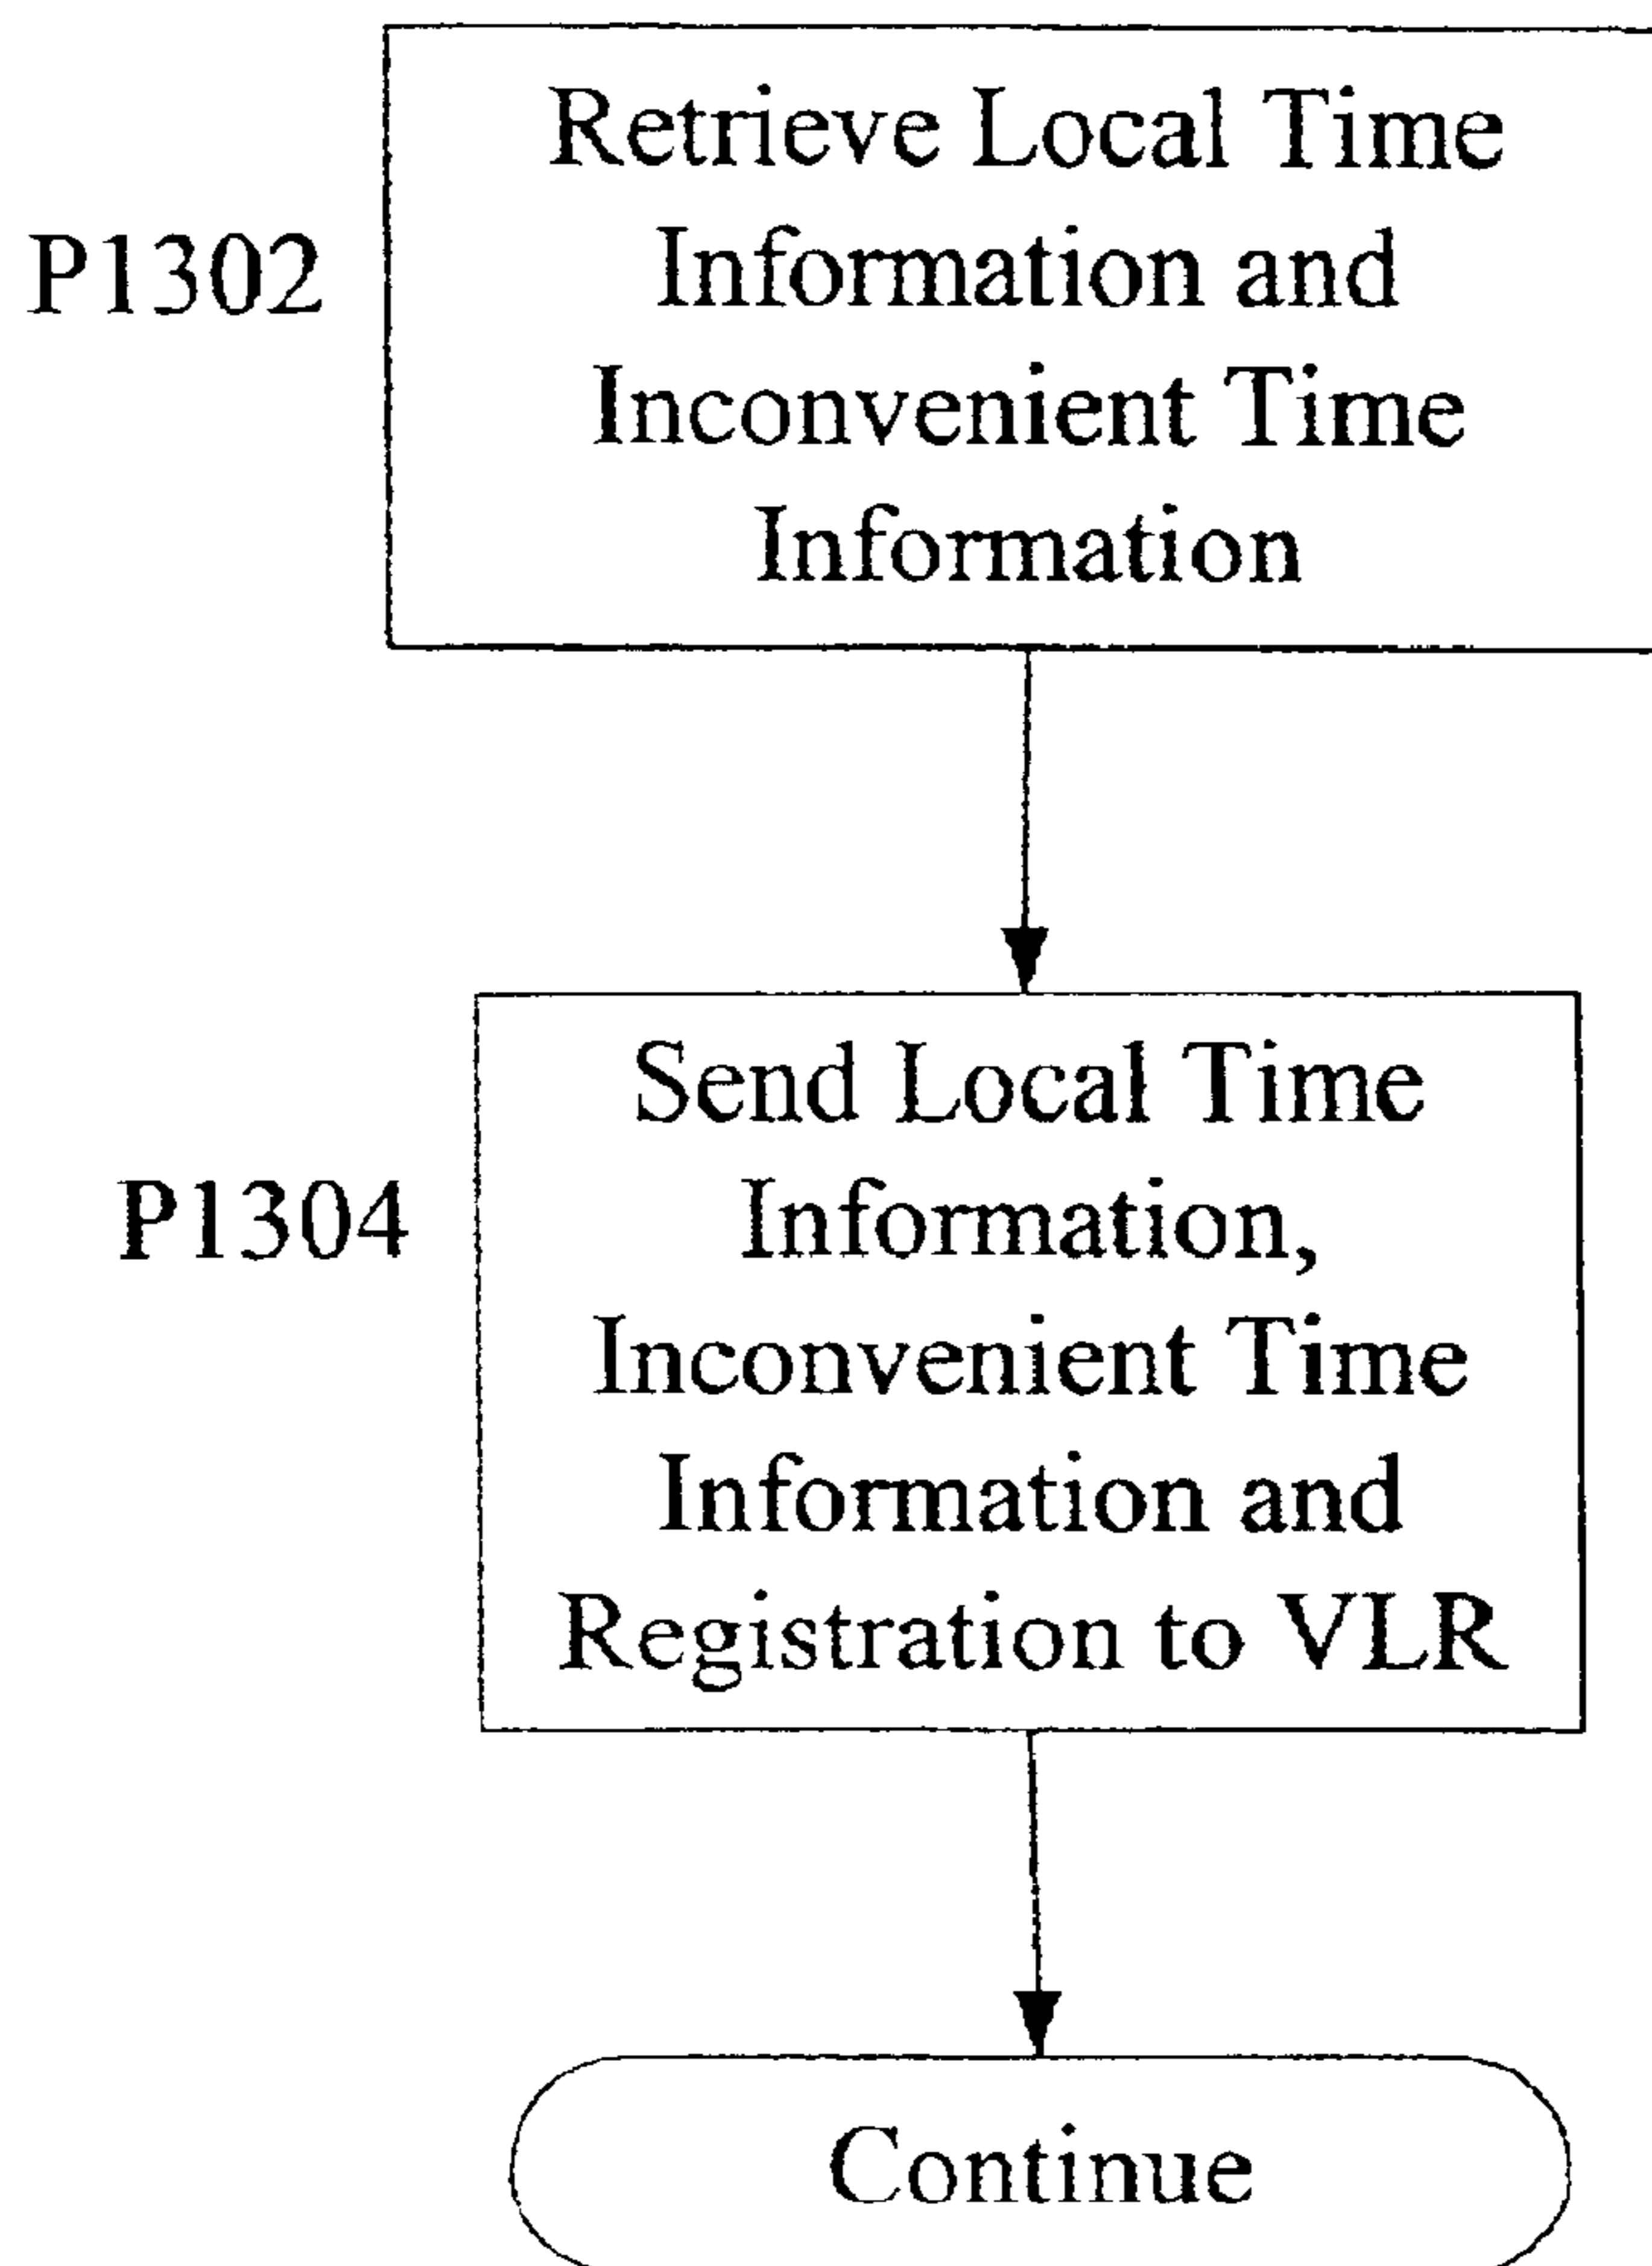 Retrieve Local Time
P1302
Information and
Inconvenient Time
Information
Send Local Time
P1304
Information,
Inconvenient Time
Information and
Registration to VLR
Continue